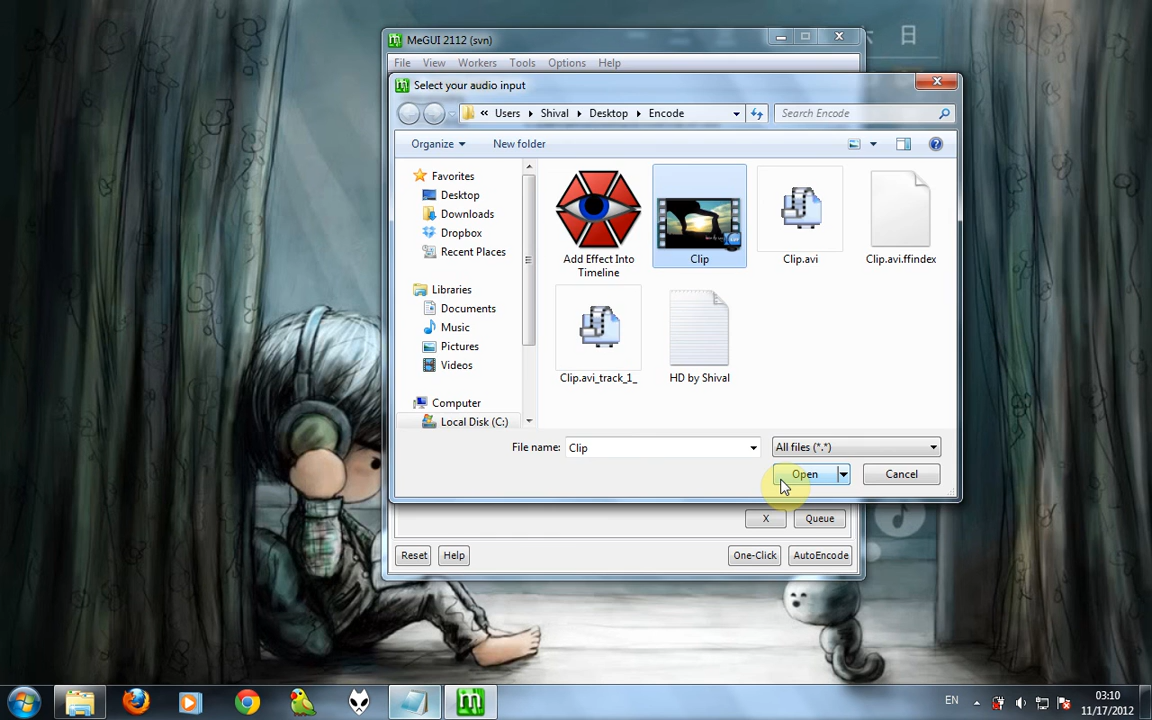 MeGUI 2112 (svn)
日
File View Workers Tools Options Help
Select your audio input
« Users Shival Desktop Encode
Search Encode
Organize New folder
Favorites
Desktop
Downloads
Dropbox
Recent Places
Libraries
Documents
Music
Pictures
Videos
Computer
Local Disk (C:)
Add Effect Into
Timeline
Clip
Clip.avi
Clip.avi.ffindex
Clip.avi_track_1_
HD by Shival
File name: Clip All files (*.*)
Open Cancel
X Queue
Reset Help One-Click AutoEncode
EN 03:10
11/17/2012